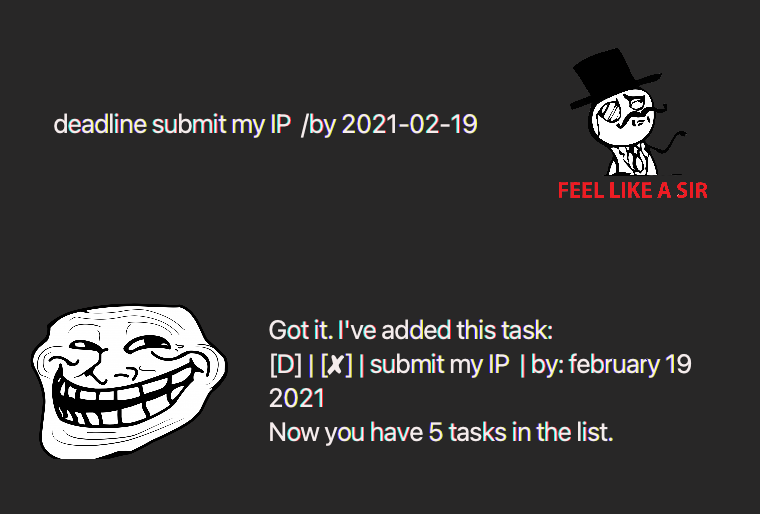 deadline submit my IP  /by 2021-02-19
FEEL LIKE A SIR
Got it. I've added this task:
[D] | [✘] | submit my IP  | by: february 19
2021
Now you have 5 tasks in the list.